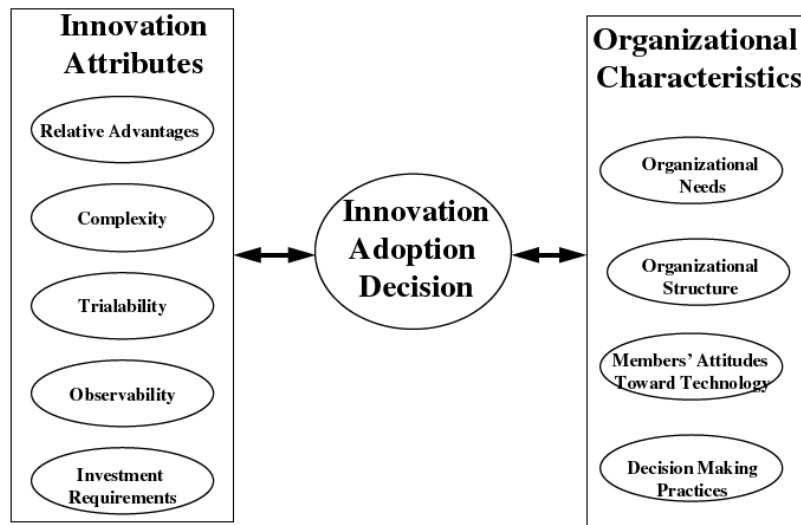 Innovation
Attributes
Relative Advantages
Complexity
Trialability
Observability
Investment
Requirements
Innovation
Adoption
Decision
Organizational
Characteristics
Organizational
Needs
Organizational
Structure
Members’ Attitudes
Toward Technology
Decision Making
Practices